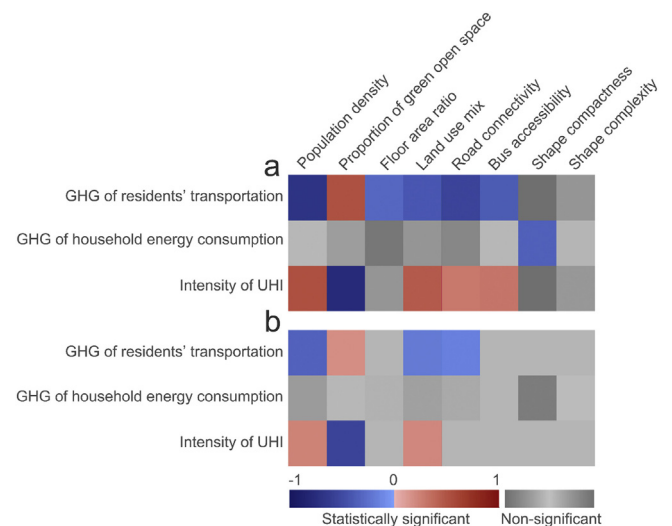 Population density
Proportion of green open space
Floor area ratio
Land use mix
Road connectivity
Bus accessibility
Shape compactness
Shape complexity
a
GHG of residents' transportation
GHG of household energy consumption
Intensity of UHI
b
GHG of residents' transportation
GHG of household energy consumption
Intensity of UHI
-1 0 1
Statistically significant Non-significant